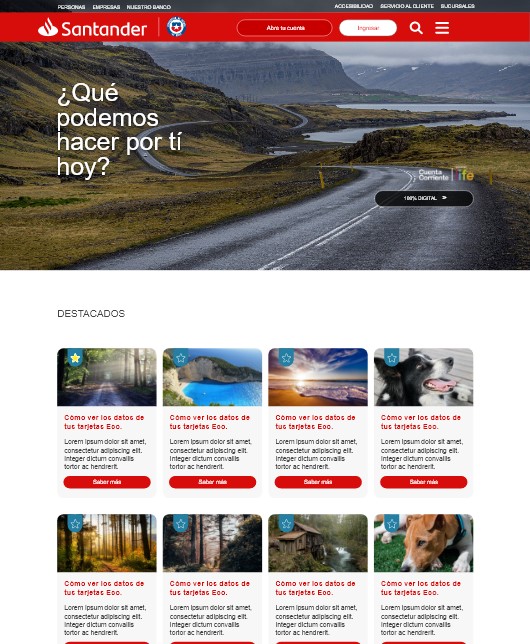 PERSONAS EMPRESAS NUESTRO BANCO
ACCESIBILIDAD SERVICIO AL CLIENTE SUCURSALES
Santander
Abre tu cuenta
Ingresar
¿Qué
podemos
hacer por tí
hoy?
Cuenta
Corriente
life
100% DIGITAL >
DESTACADOS
Cómo ver los datos de
tus tarjetas Eco.
Lorem ipsum dolor sit amet,
consectetur adipiscing elit.
Integer dictum convallis
tortor ac hendrerit.
Saber más
Cómo ver los datos de
tus tarjetas Eco.
Lorem ipsum dolor sit amet,
consectetur adipiscing elit.
Integer dictum convallis
tortor ac hendrerit.
Saber más
Cómo ver los datos de
tus tarjetas Eco.
Lorem ipsum dolor sit amet,
consectetur adipiscing elit.
Integer dictum convallis
tortor ac hendrerit.
Saber más
Cómo ver los datos de
tus tarjetas Eco.
Lorem ipsum dolor sit amet,
consectetur adipiscing elit.
Integer dictum convallis
tortor ac hendrerit.
Saber más
Cómo ver los datos de
tus tarjetas Eco.
Lorem ipsum dolor sit amet,
consectetur adipiscing elit.
Integer dictum convallis
tortor ac hendrerit.
Cómo ver los datos de
tus tarjetas Eco.
Lorem ipsum dolor sit amet,
consectetur adipiscing elit.
Integer dictum convallis
tortor ac hendrerit.
Cómo ver los datos de
tus tarjetas Eco.
Lorem ipsum dolor sit amet,
consectetur adipiscing elit.
Integer dictum convallis
tortor ac hendrerit.
Cómo ver los datos de
tus tarjetas Eco.
Lorem ipsum dolor sit amet,
consectetur adipiscing elit.
Integer dictum convallis
tortor ac hendrerit.